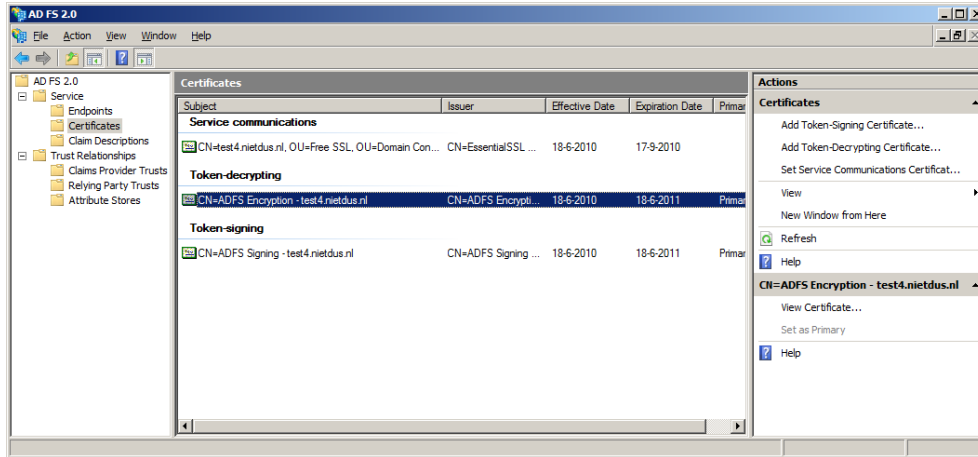 AD FS 2.0
File Action View Window Help
AD FS 2.0
Service
Endpoints
Certificates
Claim Descriptions
Trust Relationships
Claims Provider Trusts
Relying Party Trusts
Attribute Stores
Certificates
Subject Issuer Effective Date Expiration Date Primar
Service communications
CN=test4.nietdus.nl, OU=Free SSL, OU=Domain Con... CN=EssentialSSL ... 18-6-2010 17-9-2010
Token-decrypting
CN=ADFS Encryption - test4.nietdus.nl CN=ADFS Encrypti... 18-6-2010 18-6-2011 Primar
Token-signing
CN=ADFS Signing - test4.nietdus.nl CN=ADFS Signing ... 18-6-2010 18-6-2011 Primar
Actions
Certificates
Add Token-Signing Certificate...
Add Token-Decrypting Certificate...
Set Service Communications Certificat...
View
New Window from Here
Refresh
Help
CN=ADFS Encryption - test4.nietdus.nl
View Certificate...
Set as Primary
Help